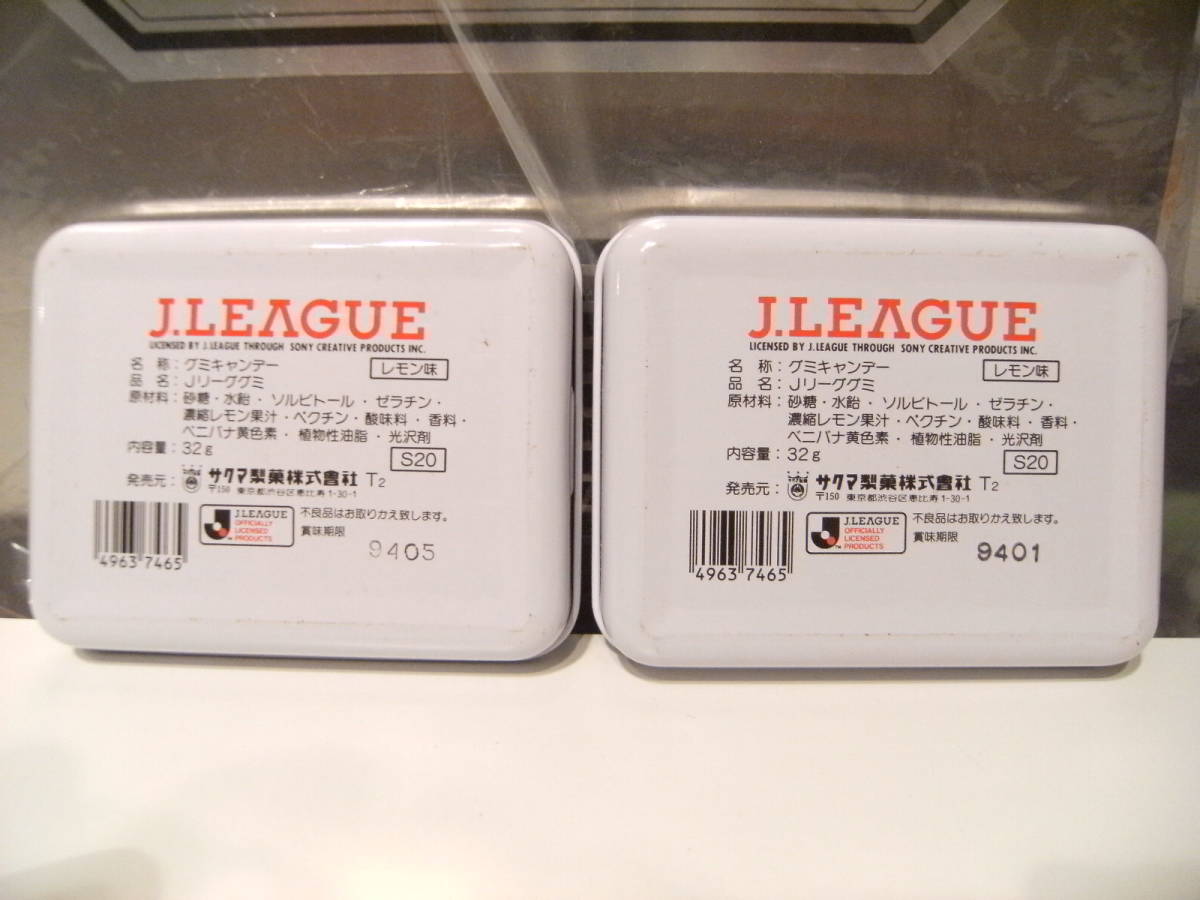 J.LEAGUE
LICENSED BY J.LEAGUE THROUGH SONY CREATIVE PRODUCTS INC.
名 称：グミキャンデー レモン味
品 名：Jリーググミ
原材料：砂糖・水飴・ソルビトール・ゼラチン・
濃縮レモン果汁・ペクチン・酸味料・香料・
ベニバナ黄色素・植物性油脂・光沢剤
内容量：32g S20
発売元：サクマ製菓株式會社 T2
〒150 東京都渋谷区恵比寿1-30-1
J.LEAGUE
OFFICIALLY
LICENSED
PRODUCTS
TM
不良品はお取りかえ致します。
賞味期限 9405
4963 7465
J.LEAGUE
LICENSED BY J.LEAGUE THROUGH SONY CREATIVE PRODUCTS INC.
名 称：グミキャンデー レモン味
品 名：Jリーググミ
原材料：砂糖・水飴・ソルビトール・ゼラチン・
濃縮レモン果汁・ペクチン・酸味料・香料・
ベニバナ黄色素・植物性油脂・光沢剤
内容量：32g S20
発売元：サクマ製菓株式會社 T2
〒150 東京都渋谷区恵比寿1-30-1
J.LEAGUE
OFFICIALLY
LICENSED
PRODUCTS
TM
不良品はお取りかえ致します。
賞味期限 9401
4963 7465